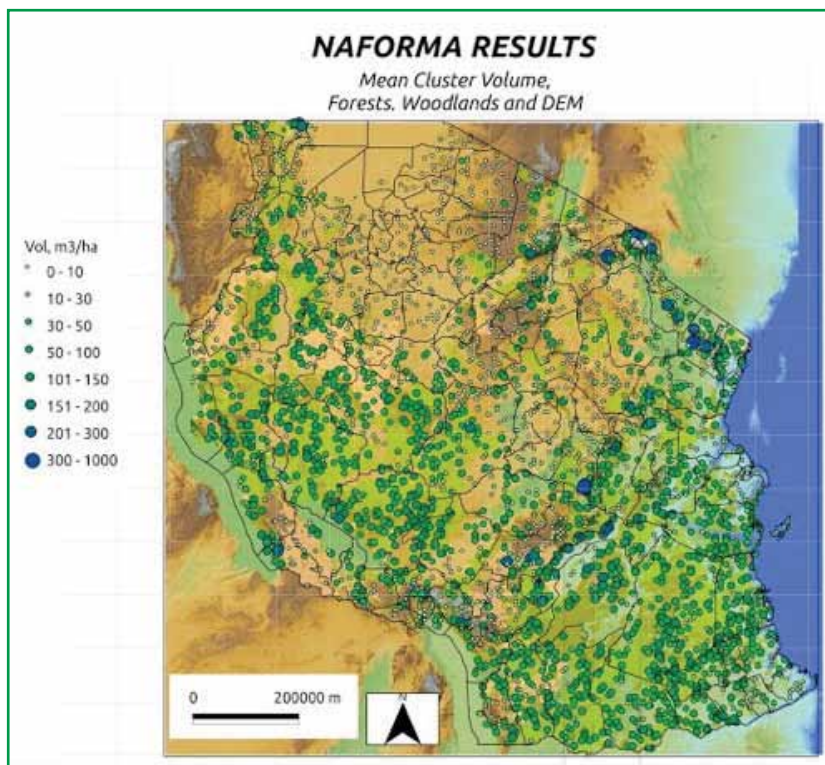 NAFORMA RESULTS
Mean Cluster Volume,
Forests, Woodlands and DEM
Vol, m3/ha
0 - 10
10 - 30
30 - 50
50 - 100
101 - 150
151 - 200
201 - 300
300 - 1000
0 200000 m
N